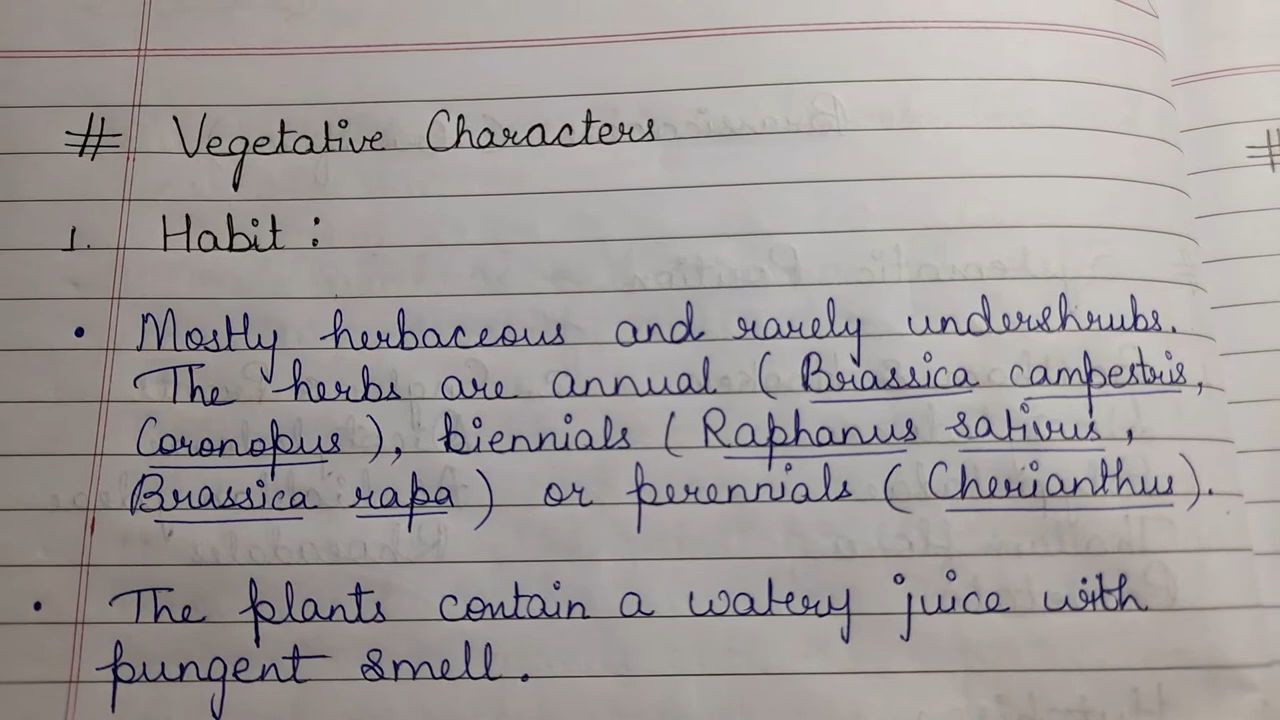 # Vegetative Characters
1. Habit :
• Mostly herbaceous and rarely undershrubs.
The herbs are annual (Brassica campestris,
Coronopus), biennials (Raphanus sativus,
Brassica rapa) or perennials (Cherianthus).
• The plants contain a watery juice with
pungent smell.
#